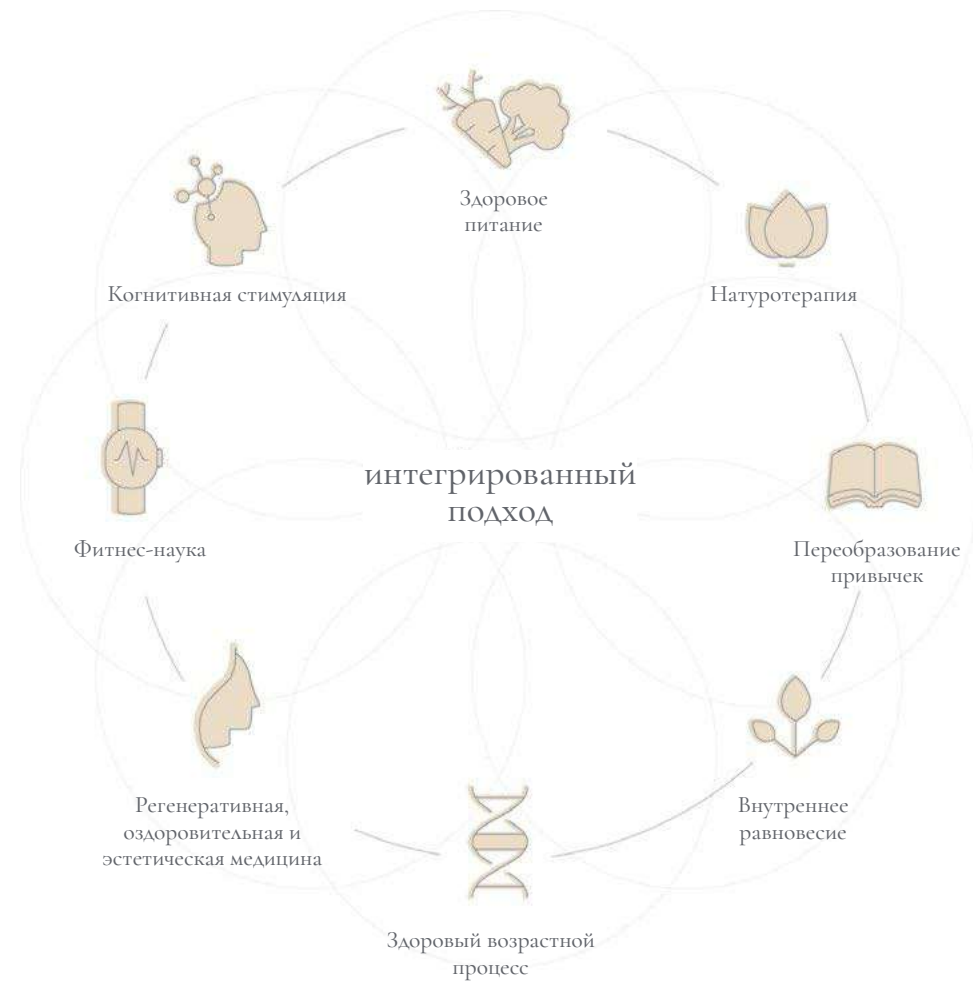 Здоровое
питание
Когнитивная стимуляция
Натуротерапия
интегрированный
подход
Фитнес-наука
Переобразование
привычек
Регенеративная,
оздоровительная и
эстетическая медицина
Внутреннее
равновесие
Здоровый возрастной
процесс